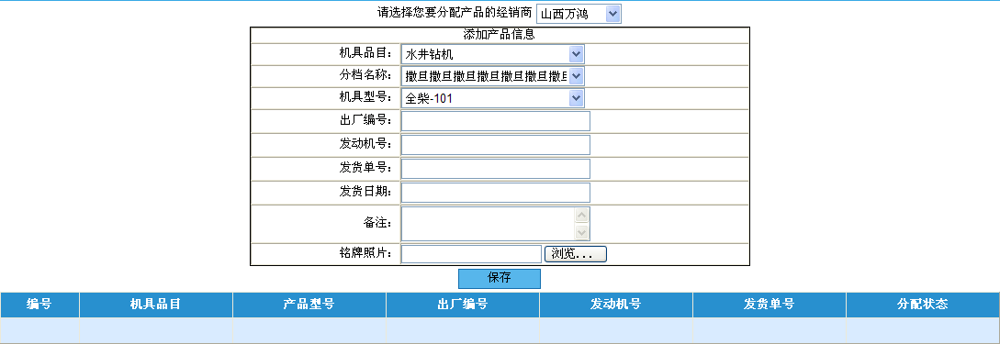 请选择您要分配产品的经销商 山西万鸿
添加产品信息
机具品目： 水井钻机
分档名称： 撒旦撒旦撒旦撒旦撒旦撒旦撒旦
机具型号： 全柴-101
出厂编号：
发动机号：
发货单号：
发货日期：
备注：
铭牌照片： 浏览...
保存
编号 机具品目 产品型号 出厂编号 发动机号 发货单号 分配状态